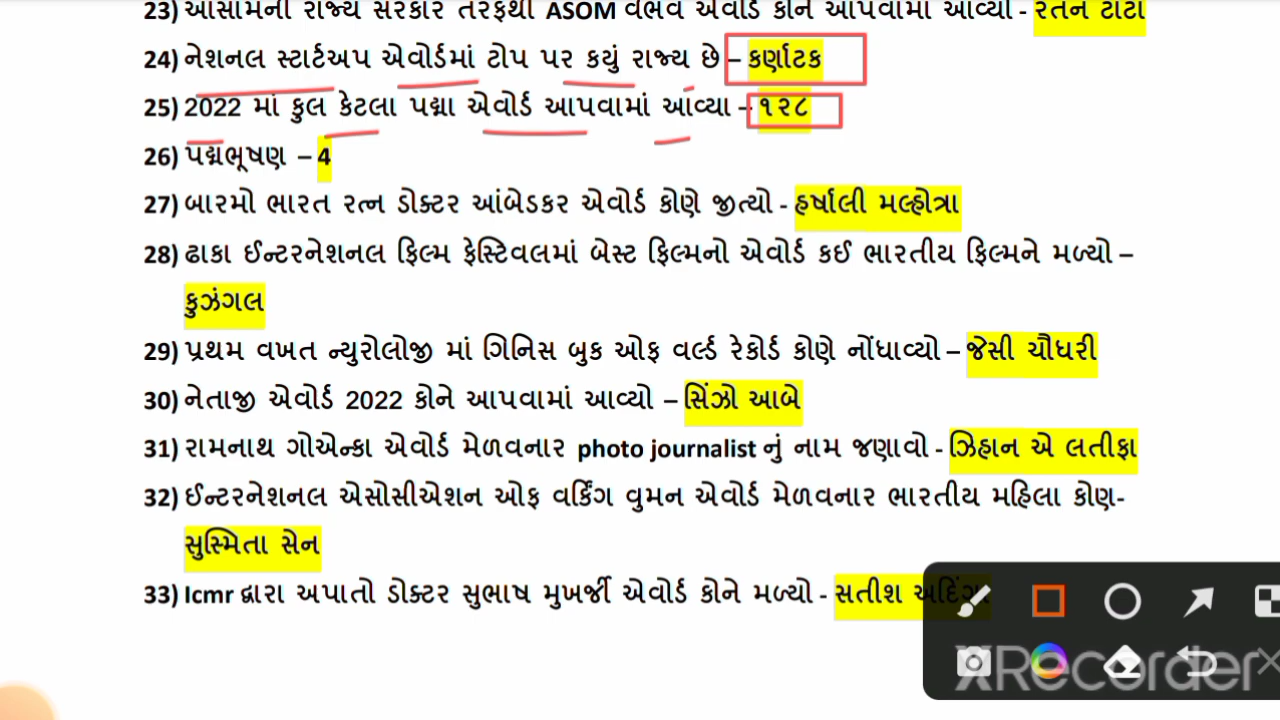 23) આસામની રાજ્ય સરકાર તરફથી ASOM વૈભવ એવોર્ડ કોને આપવામાં આવ્યો - રતન ટાટા
24) નેશનલ સ્ટાર્ટઅપ એવોર્ડમાં ટોપ પર કયું રાજ્ય છે – કર્ણાટક
25) 2022 માં કુલ કેટલા પદ્મા એવોર્ડ આપવામાં આવ્યા – ૧૨૮
26) પદ્મભૂષણ – 4
27) બારમો ભારત રત્ન ડોક્ટર આંબેડકર એવોર્ડ કોણે જીત્યો - હર્ષાલી મલ્હોત્રા
28) ઢાકા ઈન્ટરનેશનલ ફિલ્મ ફેસ્ટિવલમાં બેસ્ટ ફિલ્મનો એવોર્ડ કઈ ભારતીય ફિલ્મને મળ્યો –
કુઝંગલ
29) પ્રથમ વખત ન્યુરોલોજી માં ગિનિસ બુક ઓફ વર્લ્ડ રેકોર્ડ કોણે નોંધાવ્યો – જેસી ચૌધરી
30) નેતાજી એવોર્ડ 2022 કોને આપવામાં આવ્યો – સિંઝો આબે
31) રામનાથ ગોએન્કા એવોર્ડ મેળવનાર photo journalist નું નામ જણાવો - ઝિહાન એ લતીફા
32) ઈન્ટરનેશનલ એસોસીએશન ઓફ વર્કિંગ વુમન એવોર્ડ મેળવનાર ભારતીય મહિલા કોણ-
સુસ્મિતા સેન
33) Icmr દ્વારા અપાતો ડોક્ટર સુભાષ મુખર્જી એવોર્ડ કોને મળ્યો - સતીશ
XRecorder